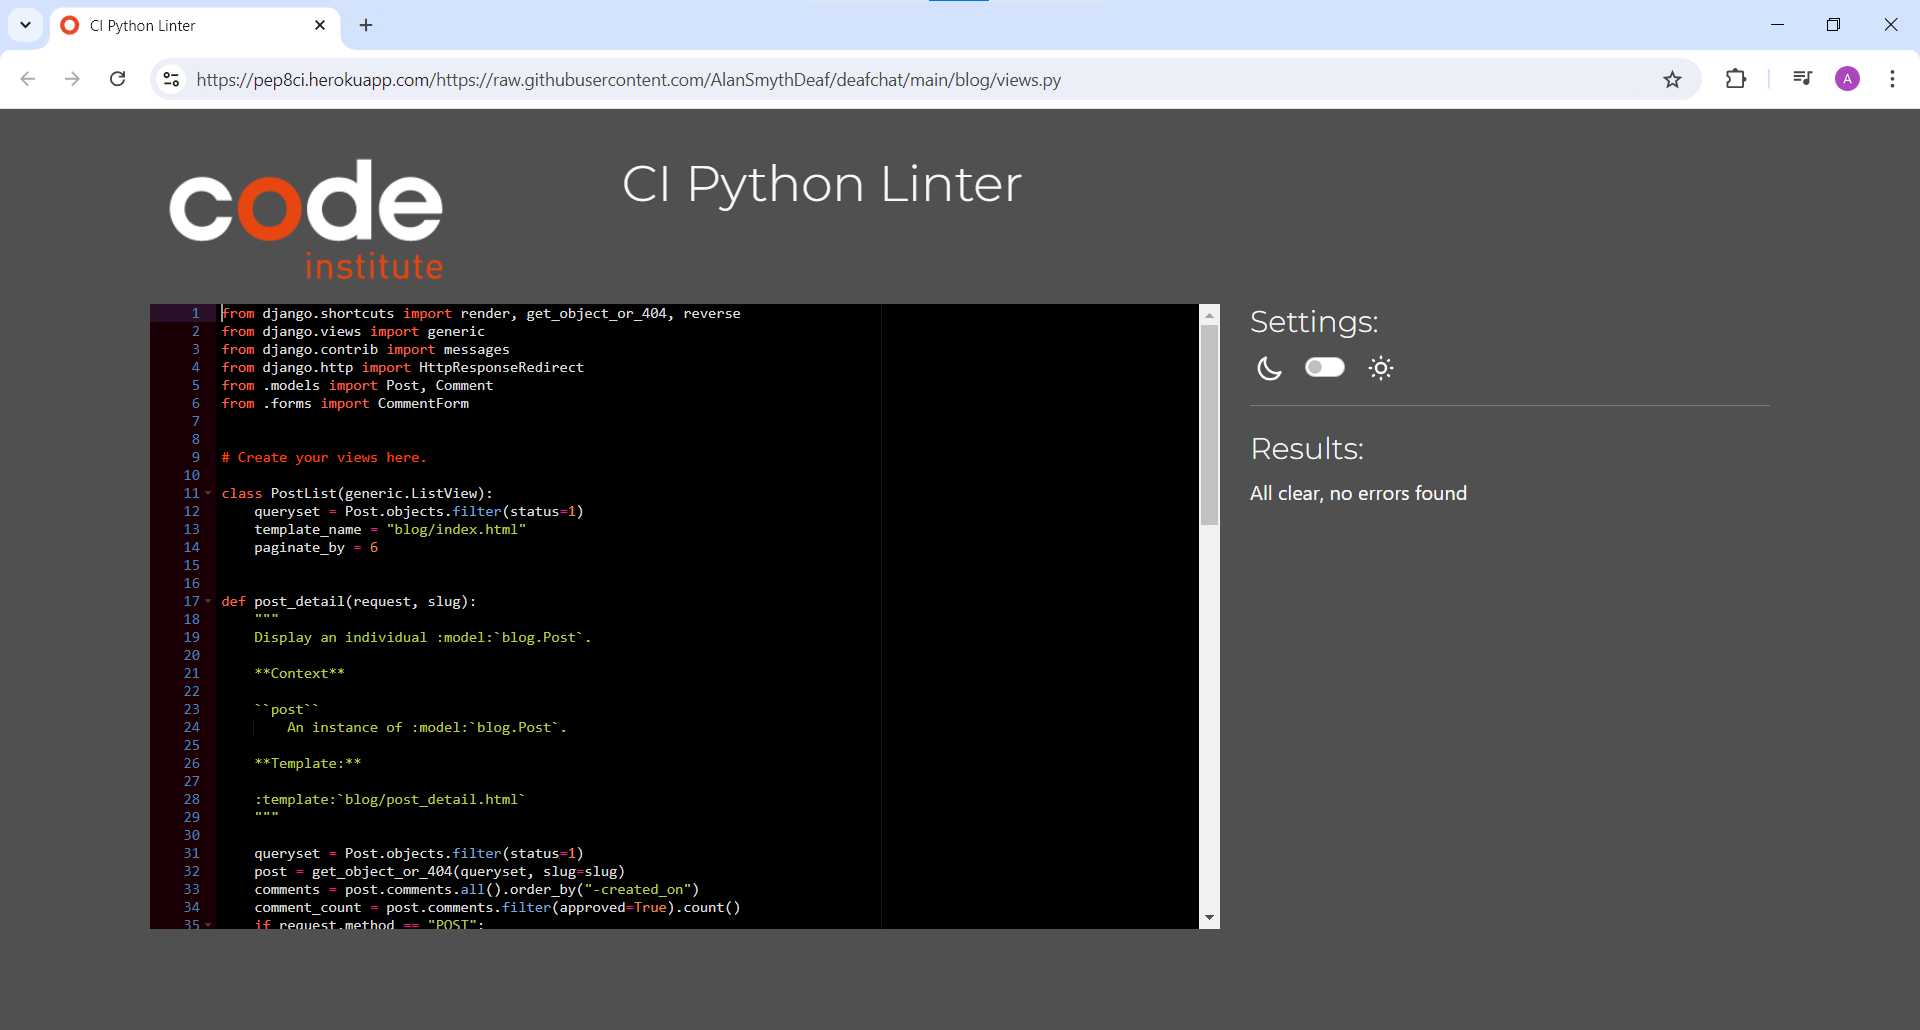 CI Python Linter
https://pep8ci.herokuapp.com/https://raw.githubusercontent.com/AlanSmythDeaf/deafchat/main/blog/views.py
A
code
institute
CI Python Linter
1 from django.shortcuts import render, get_object_or_404, reverse
2 from django.views import generic
3 from django.contrib import messages
4 from django.http import HttpResponseRedirect
5 from .models import Post, Comment
6 from .forms import CommentForm
7
8
9 # Create your views here.
10
11 class PostList(generic.ListView):
12     queryset = Post.objects.filter(status=1)
13     template_name = "blog/index.html"
14     paginate_by = 6
15
16
17 def post_detail(request, slug):
18     """
19     Display an individual :model:`blog.Post`.
20
21     **Context**
22
23     ``post``
24         An instance of :model:`blog.Post`.
25
26     **Template:**
27
28     :template:`blog/post_detail.html`
29     """
30
31     queryset = Post.objects.filter(status=1)
32     post = get_object_or_404(queryset, slug=slug)
33     comments = post.comments.all().order_by("-created_on")
34     comment_count = post.comments.filter(approved=True).count()
35     if request.method == "POST":
Settings:
Results:
All clear, no errors found